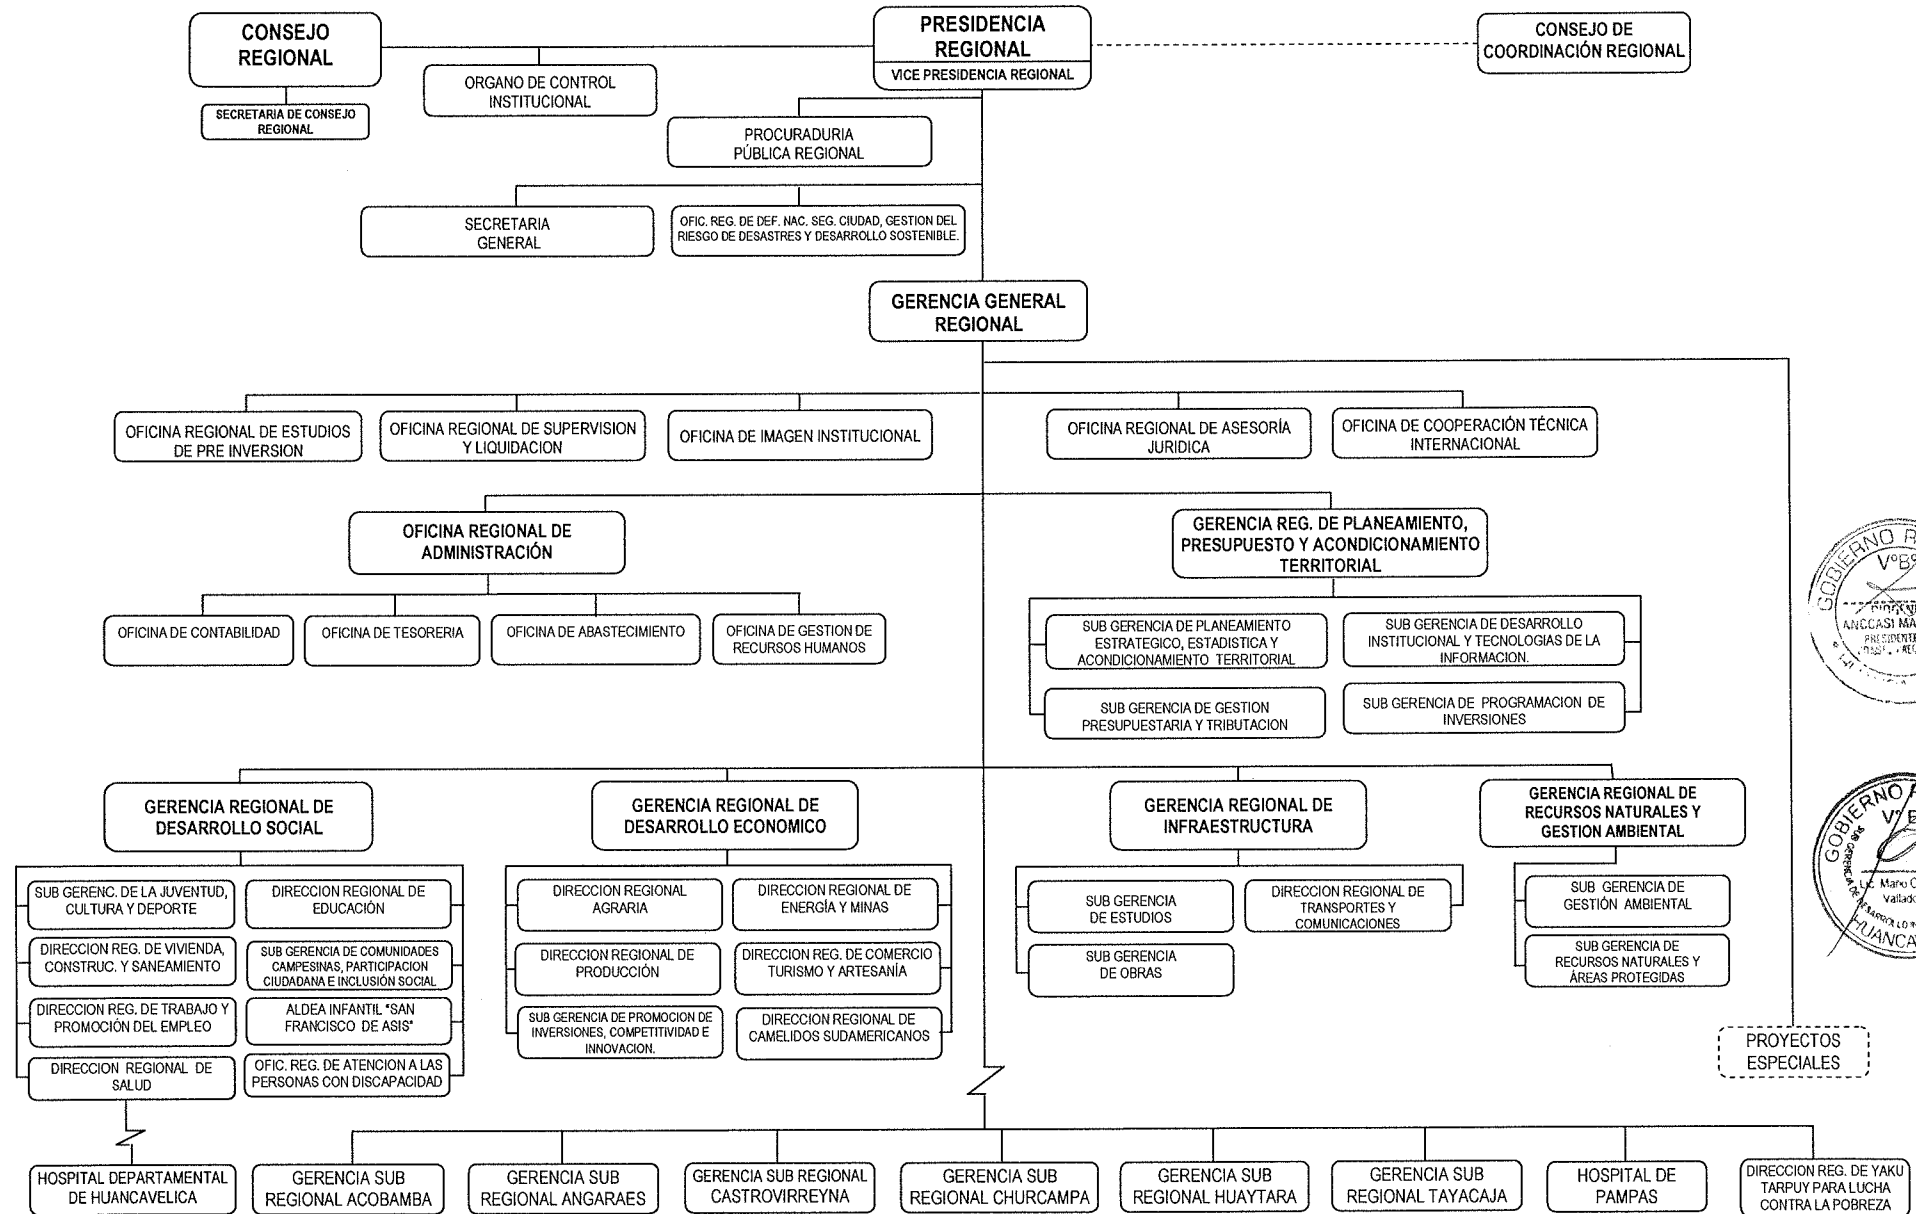 CONSEJO
REGIONAL
PRESIDENCIA
REGIONAL
VICE PRESIDENCIA REGIONAL
CONSEJO DE
COORDINACIÓN REGIONAL
SECRETARIA DE CONSEJO
REGIONAL
ORGANO DE CONTROL
INSTITUCIONAL
PROCURADURIA
PÚBLICA REGIONAL
SECRETARIA
GENERAL
OFIC. REG. DE DEF. NAC. SEG. CIUDAD, GESTION DEL
RIESGO DE DESASTRES Y DESARROLLO SOSTENIBLE.
GERENCIA GENERAL
REGIONAL
OFICINA REGIONAL DE ESTUDIOS
DE PRE INVERSION
OFICINA REGIONAL DE SUPERVISION
Y LIQUIDACION
OFICINA DE IMAGEN INSTITUCIONAL
OFICINA REGIONAL DE ASESORÍA
JURIDICA
OFICINA DE COOPERACIÓN TÉCNICA
INTERNACIONAL
OFICINA REGIONAL DE
ADMINISTRACIÓN
GERENCIA REG. DE PLANEAMIENTO,
PRESUPUESTO Y ACONDICIONAMIENTO
TERRITORIAL
OFICINA DE CONTABILIDAD
OFICINA DE TESORERIA
OFICINA DE ABASTECIMIENTO
OFICINA DE GESTION DE
RECURSOS HUMANOS
SUB GERENCIA DE PLANEAMIENTO
ESTRATEGICO, ESTADISTICA Y
ACONDICIONAMIENTO TERRITORIAL
SUB GERENCIA DE DESARROLLO
INSTITUCIONAL Y TECNOLOGIAS DE LA
INFORMACION.
SUB GERENCIA DE GESTION
PRESUPUESTARIA Y TRIBUTACION
SUB GERENCIA DE PROGRAMACION DE
INVERSIONES
GOBIERNO R
VºBº
ANCCASI MA
GERENCIA REGIONAL DE
DESARROLLO SOCIAL
GERENCIA REGIONAL DE
DESARROLLO ECONOMICO
GERENCIA REGIONAL DE
INFRAESTRUCTURA
GERENCIA REGIONAL DE
RECURSOS NATURALES Y
GESTION AMBIENTAL
SUB GERENC. DE LA JUVENTUD,
CULTURA Y DEPORTE
DIRECCION REGIONAL DE
EDUCACIÓN
DIRECCION REG. DE VIVIENDA,
CONSTRUC. Y SANEAMIENTO
SUB GERENCIA DE COMUNIDADES
CAMPESINAS, PARTICIPACION
CIUDADANA E INCLUSIÓN SOCIAL
DIRECCION REG. DE TRABAJO Y
PROMOCIÓN DEL EMPLEO
ALDEA INFANTIL "SAN
FRANCISCO DE ASIS"
DIRECCION REGIONAL DE
SALUD
OFIC. REG. DE ATENCION A LAS
PERSONAS CON DISCAPACIDAD
DIRECCION REGIONAL
AGRARIA
DIRECCION REGIONAL DE
ENERGÍA Y MINAS
DIRECCION REGIONAL DE
PRODUCCIÓN
DIRECCION REG. DE COMERCIO
TURISMO Y ARTESANÍA
SUB GERENCIA DE PROMOCION DE
INVERSIONES, COMPETITIVIDAD E
INNOVACION.
DIRECCION REGIONAL DE
CAMELIDOS SUDAMERICANOS
SUB GERENCIA
DE ESTUDIOS
DIRECCION REGIONAL DE
TRANSPORTES Y
COMUNICACIONES
SUB GERENCIA
DE OBRAS
SUB GERENCIA DE
GESTIÓN AMBIENTAL
SUB GERENCIA DE
RECURSOS NATURALES Y
ÁREAS PROTEGIDAS
GOBIERNO
Vº B
Lic. Mano C
Vallado
HUANCA
PROYECTOS
ESPECIALES
HOSPITAL DEPARTAMENTAL
DE HUANCAVELICA
GERENCIA SUB
REGIONAL ACOBAMBA
GERENCIA SUB
REGIONAL ANGARAES
GERENCIA SUB REGIONAL
CASTROVIRREYNA
GERENCIA SUB
REGIONAL CHURCAMPA
GERENCIA SUB
REGIONAL HUAYTARA
GERENCIA SUB
REGIONAL TAYACAJA
HOSPITAL DE
PAMPAS
DIRECCION REG. DE YAKU
TARPUY PARA LUCHA
CONTRA LA POBREZA